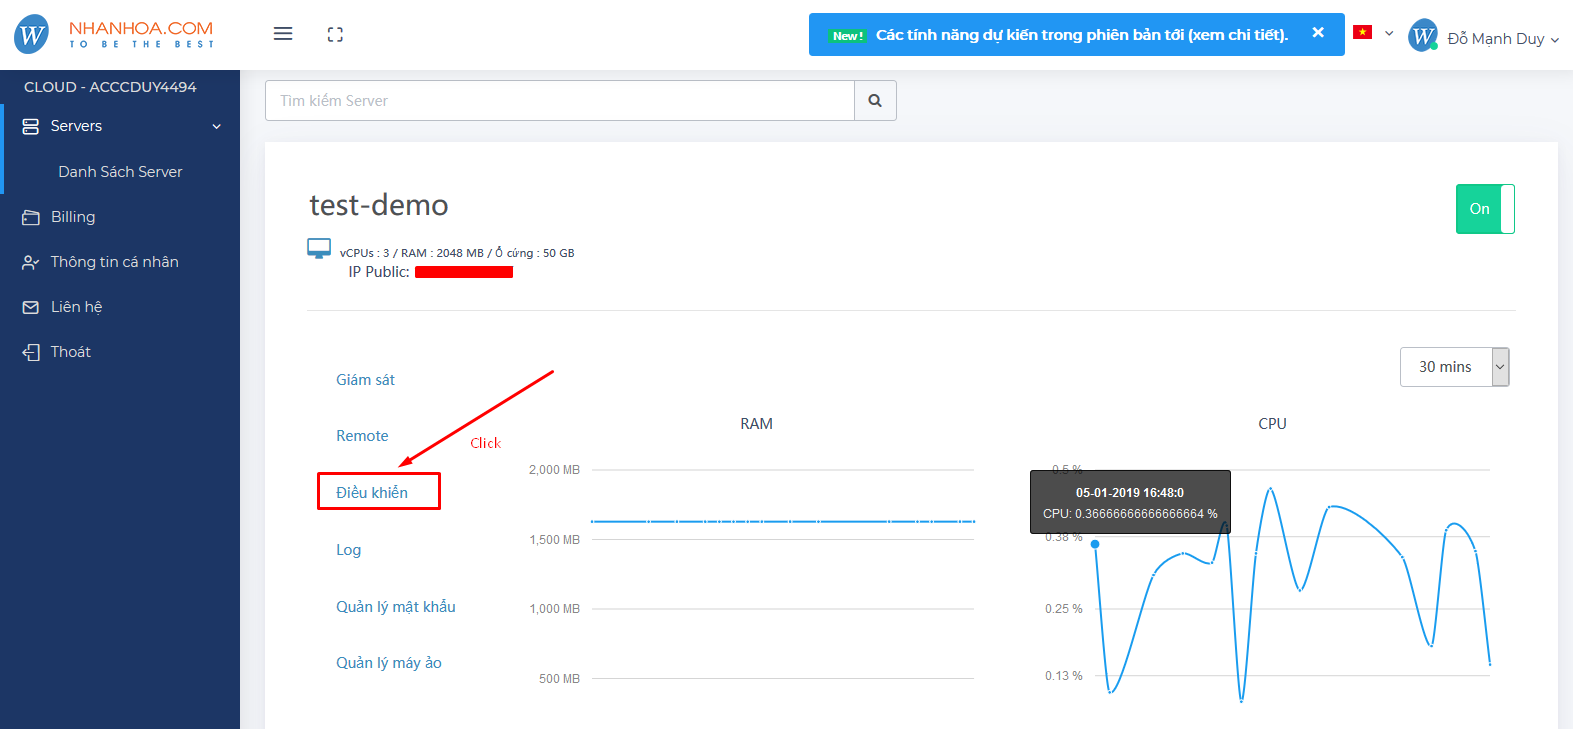 W
NHANHOA.COM
TO BE THE BEST
New! Các tính năng dự kiến trong phiên bản tới (xem chi tiết). ×
W
Đỗ Mạnh Duy
CLOUD - ACCCDUY4494
Servers
Danh Sách Server
Billing
Thông tin cá nhân
Liên hệ
Thoát
Tìm kiếm Server
test-demo
On
vCPUs : 3 / RAM : 2048 MB / Ổ cứng : 50 GB
IP Public:
30 mins
Giám sát
Remote
Click
Điều khiển
Log
Quản lý mật khẩu
Quản lý máy ảo
RAM
2,000 MB
1,500 MB
1,000 MB
500 MB
CPU
0.5 %
05-01-2019 16:48:0
CPU: 0.36666666666666664 %
0.38 %
0.25 %
0.13 %